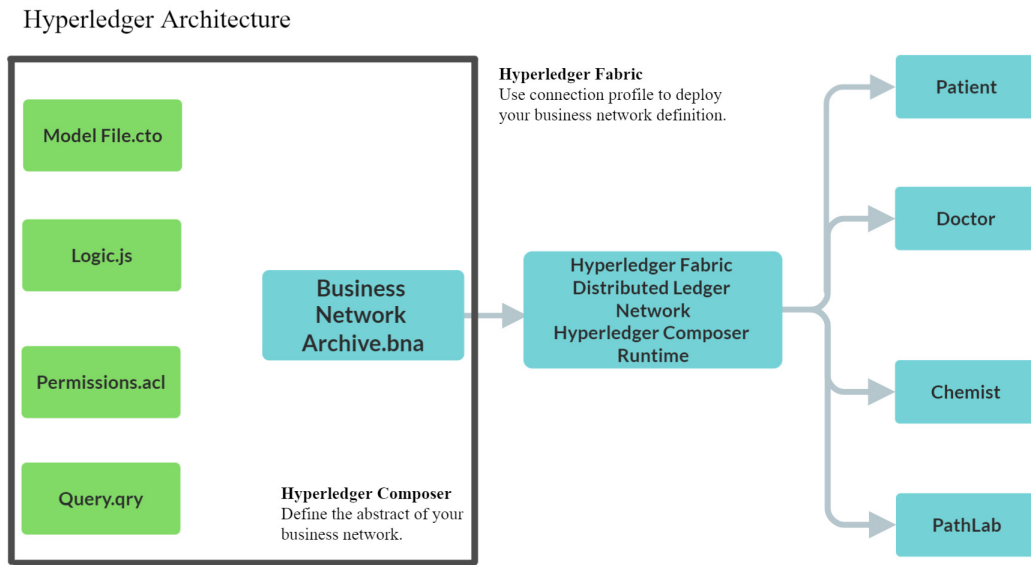 Hyperledger Architecture
Model File.cto
Logic.js
Permissions.acl
Query.qry
Business
Network
Archive.bna
Hyperledger Composer
Define the abstract of your
business network.
Hyperledger Fabric
Use connection profile to deploy
your business network definition.
Hyperledger Fabric
Distributed Ledger
Network
Hyperledger Composer
Runtime
Patient
Doctor
Chemist
PathLab